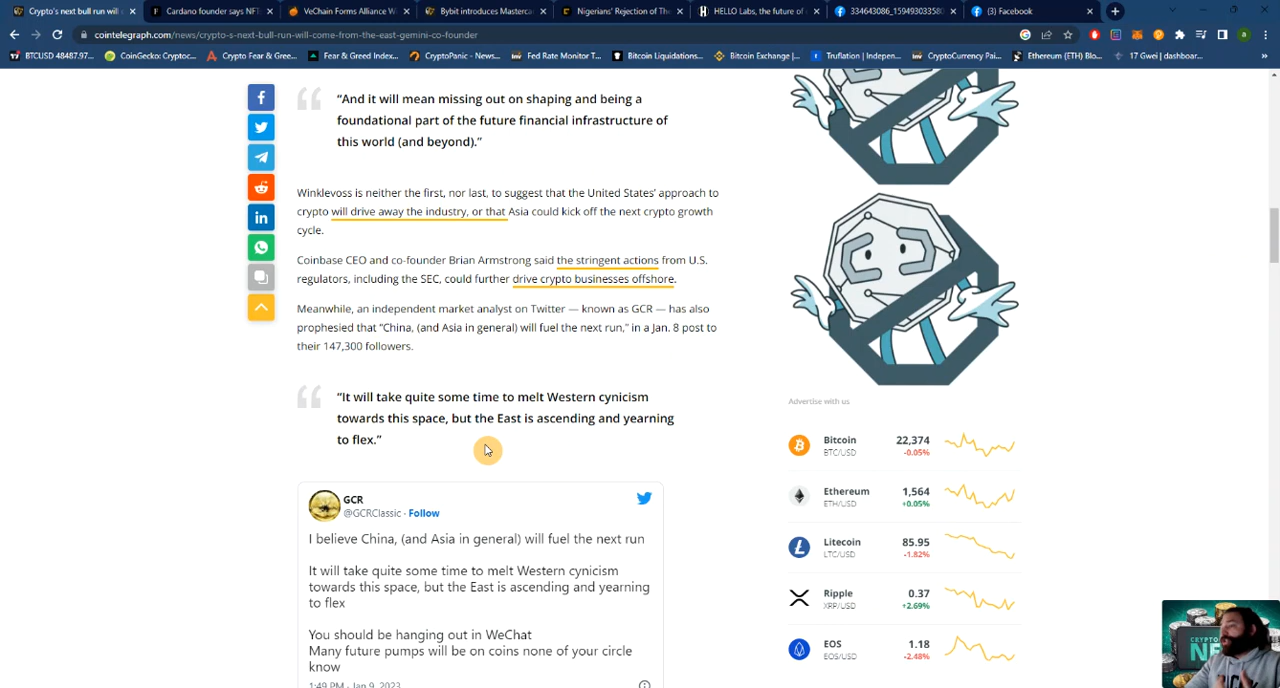 Crypto's next bull run will c
Cardano founder says NFT
VeChain Forms Alliance W
Bybit introduces Masterca
Nigerians' Rejection of The
HELLO Labs, the future of
334643086_159493033580
(3) Facebook
cointelegraph.com/news/crypto-s-next-bull-run-will-come-from-the-east-gemini-co-founder
BTCUSD 48487.97...
CoinGecko Cryptoc...
Crypto Fear & Gree...
Greed Index...
CryptoPanic - News...
Fed Rate Monitor T...
Bitcoin Liquidations...
Bitcoin Exchange |...
Truflation | Indepen...
CryptoCurrency Pai...
Ethereum (ETH) Blo...
17 Gwei | dashboar...
"And it will mean missing out on shaping and being a
foundational part of the future financial infrastructure of
this world (and beyond)."
Winklevoss is neither the first, nor last, to suggest that the United States' approach to
crypto will drive away the industry, or that Asia could kick off the next crypto growth
cycle.
Coinbase CEO and co-founder Brian Armstrong said the stringent actions from U.S.
regulators, including the SEC, could further drive crypto businesses offshore.
Meanwhile, an independent market analyst on Twitter — known as GCR — has also
prophesied that "China, (and Asia in general) will fuel the next run," in a Jan. 8 post to
their 147,300 followers.
"It will take quite some time to melt Western cynicism
towards this space, but the East is ascending and yearning
to flex."
GCR
@GCRClassic · Follow
I believe China, (and Asia in general) will fuel the next run
It will take quite some time to melt Western cynicism
towards this space, but the East is ascending and yearning
to flex
You should be hanging out in WeChat
Many future pumps will be on coins none of your circle
know
1:49 PM · Jan 9, 2023
Advertise with us
Bitcoin 22,374
BTC/USD -0.05%
Ethereum 1,564
ETH/USD +0.05%
Litecoin 85.95
LTC/USD -1.82%
Ripple 0.37
XRP/USD +2.69%
EOS 1.18
EOS/USD -2.48%